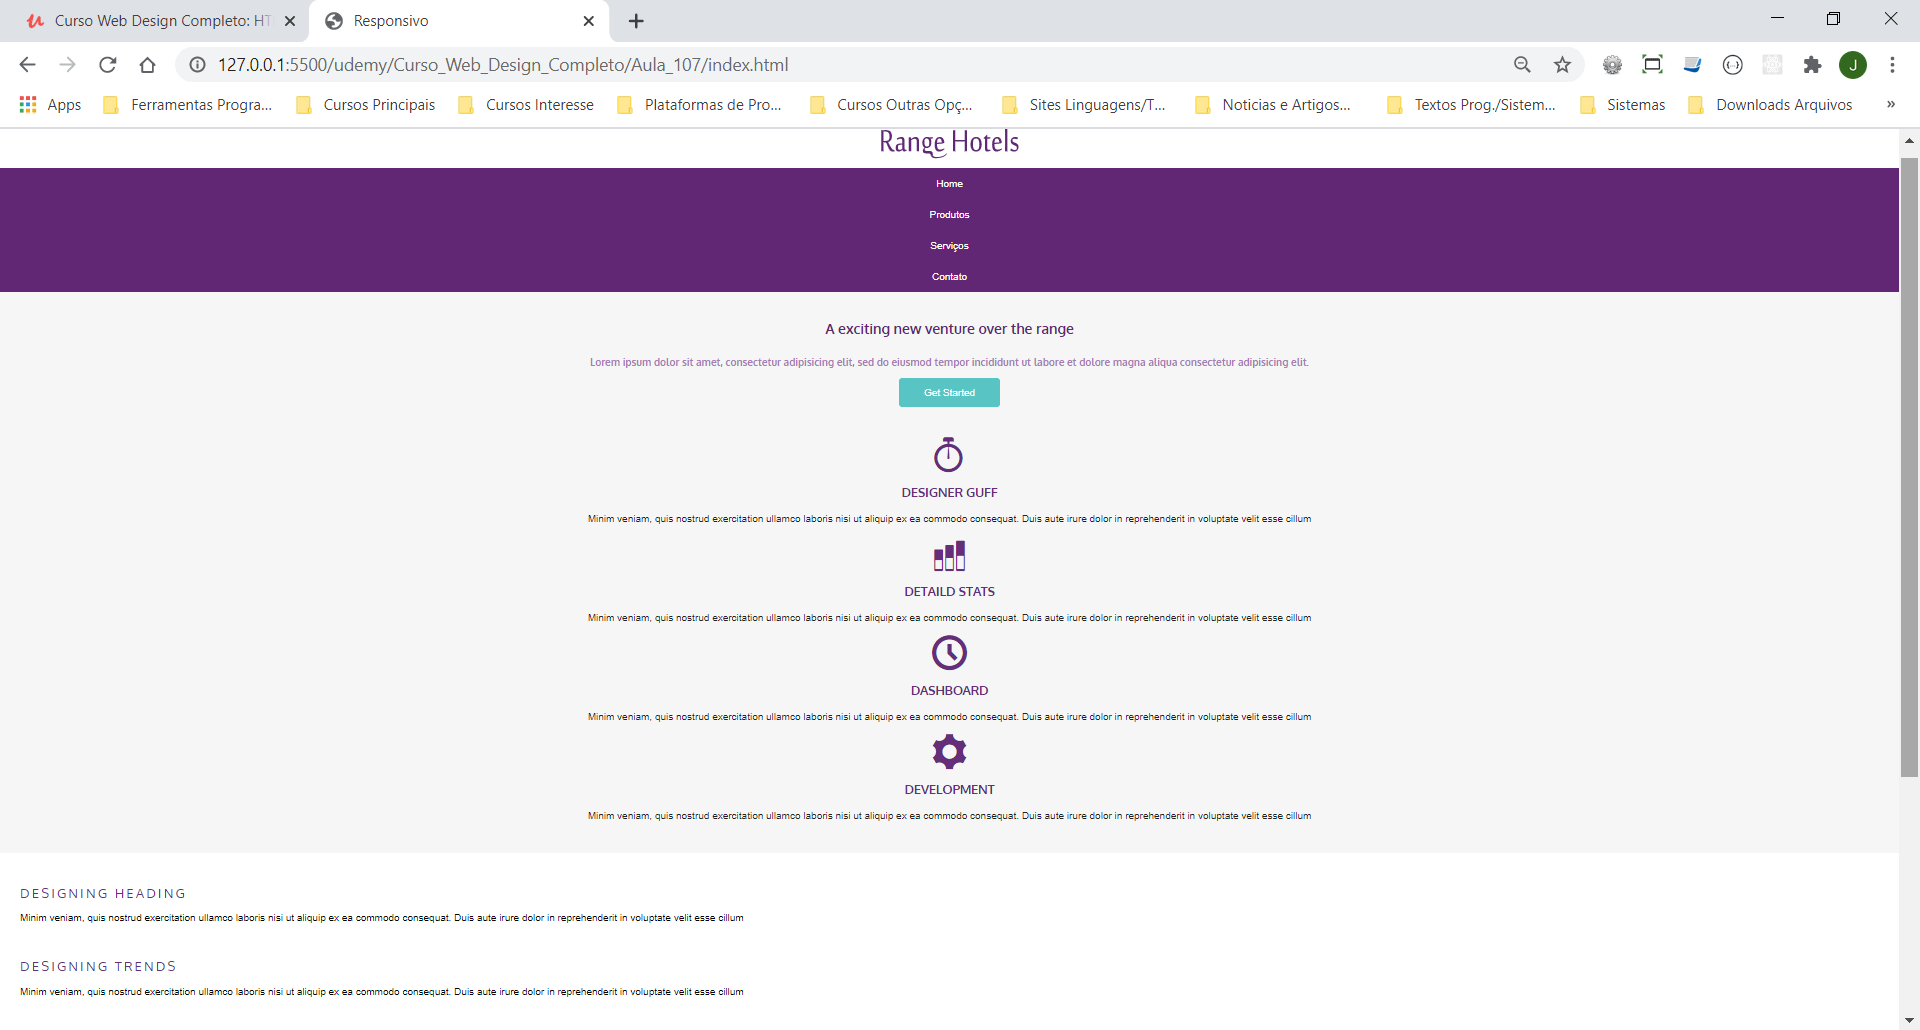 Curso Web Design Completo: HT
Responsivo
127.0.0.1:5500/udemy/Curso_Web_Design_Completo/Aula_107/index.html
J
Apps Ferramentas Progra... Cursos Principais Cursos Interesse Plataformas de Pro... Cursos Outras Opç... Sites Linguagens/T... Noticias e Artigos... Textos Prog./Sistem... Sistemas Downloads Arquivos »
Range Hotels
Home
Produtos
Serviços
Contato
A exciting new venture over the range
Lorem ipsum dolor sit amet, consectetur adipisicing elit, sed do eiusmod tempor incididunt ut labore et dolore magna aliqua consectetur adipisicing elit.
Get Started
DESIGNER GUFF
Minim veniam, quis nostrud exercitation ullamco laboris nisi ut aliquip ex ea commodo consequat. Duis aute irure dolor in reprehenderit in voluptate velit esse cillum
DETAILD STATS
Minim veniam, quis nostrud exercitation ullamco laboris nisi ut aliquip ex ea commodo consequat. Duis aute irure dolor in reprehenderit in voluptate velit esse cillum
DASHBOARD
Minim veniam, quis nostrud exercitation ullamco laboris nisi ut aliquip ex ea commodo consequat. Duis aute irure dolor in reprehenderit in voluptate velit esse cillum
DEVELOPMENT
Minim veniam, quis nostrud exercitation ullamco laboris nisi ut aliquip ex ea commodo consequat. Duis aute irure dolor in reprehenderit in voluptate velit esse cillum
DESIGNING HEADING
Minim veniam, quis nostrud exercitation ullamco laboris nisi ut aliquip ex ea commodo consequat. Duis aute irure dolor in reprehenderit in voluptate velit esse cillum
DESIGNING TRENDS
Minim veniam, quis nostrud exercitation ullamco laboris nisi ut aliquip ex ea commodo consequat. Duis aute irure dolor in reprehenderit in voluptate velit esse cillum